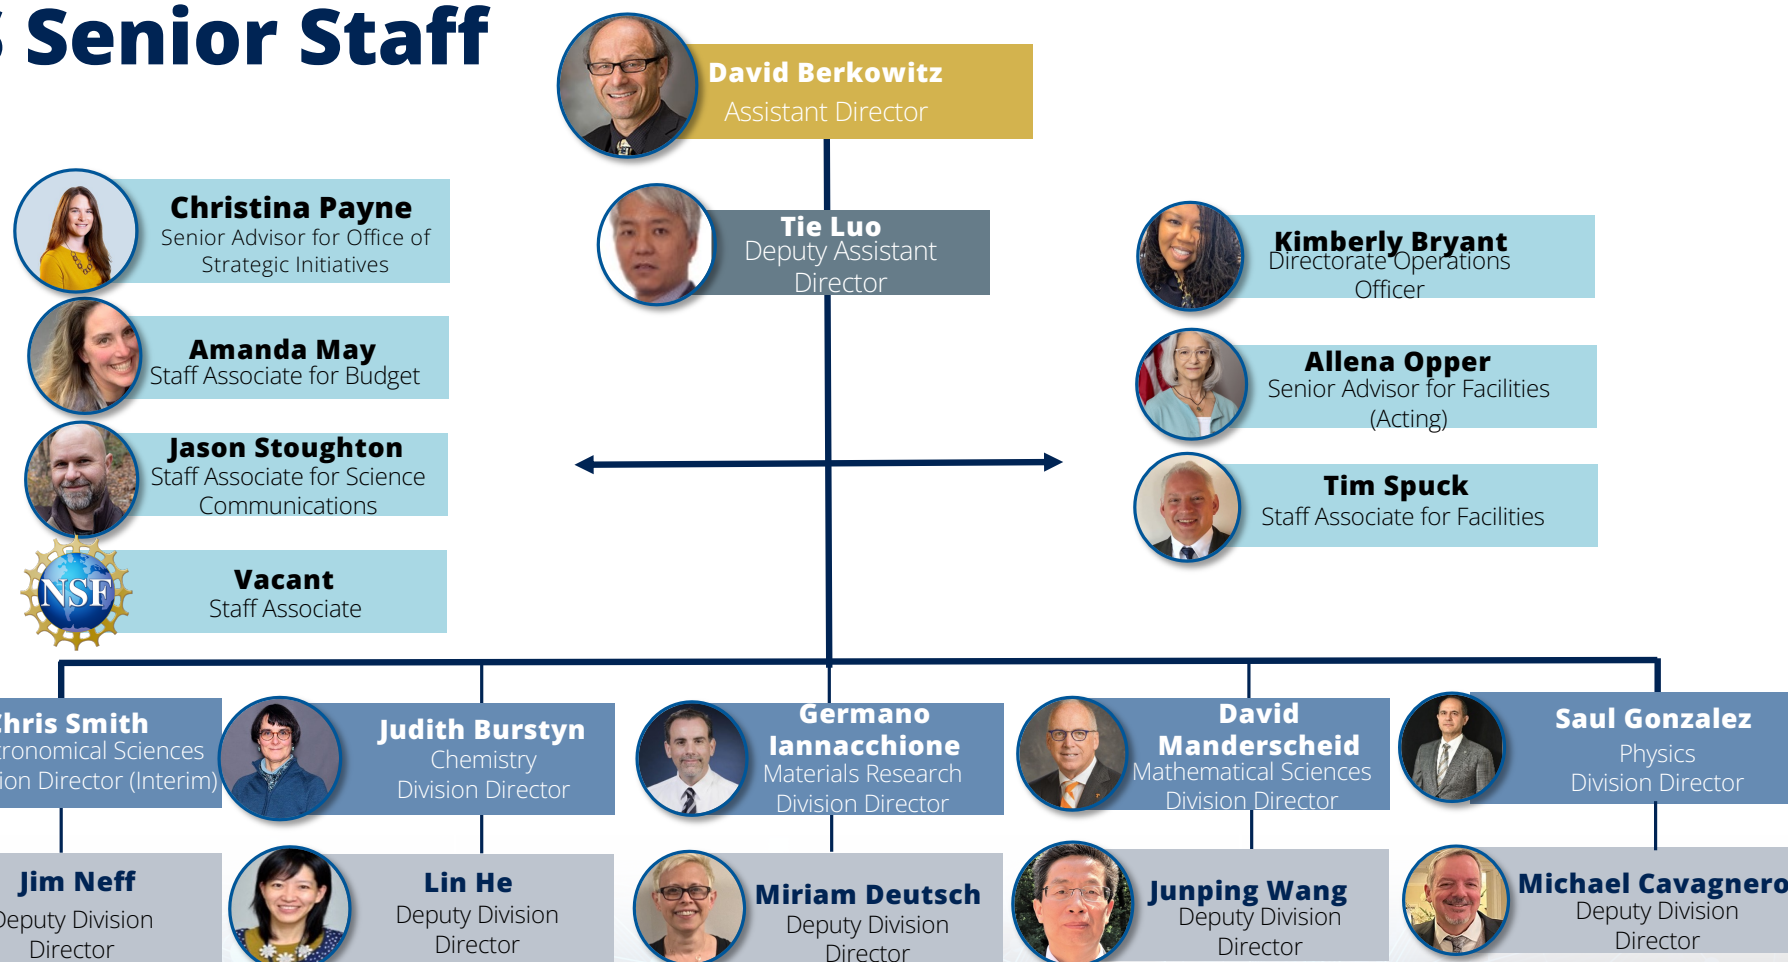 S Senior Staff
David Berkowitz
Assistant Director
Tie Luo
Deputy Assistant
Director
Christina Payne
Senior Advisor for Office of
Strategic Initiatives
Amanda May
Staff Associate for Budget
Jason Stoughton
Staff Associate for Science
Communications
NSF
Vacant
Staff Associate
Kimberly Bryant
Directorate Operations
Officer
Allena Opper
Senior Advisor for Facilities
(Acting)
Tim Spuck
Staff Associate for Facilities
Chris Smith
tronomical Sciences
ion Director (Interim)
Judith Burstyn
Chemistry
Division Director
Germano
Iannacchione
Materials Research
Division Director
David
Manderscheid
Mathematical Sciences
Division Director
Saul Gonzalez
Physics
Division Director
Jim Neff
Deputy Division
Director
Lin He
Deputy Division
Director
Miriam Deutsch
Deputy Division
Director
Junping Wang
Deputy Division
Director
Michael Cavagnero
Deputy Division
Director